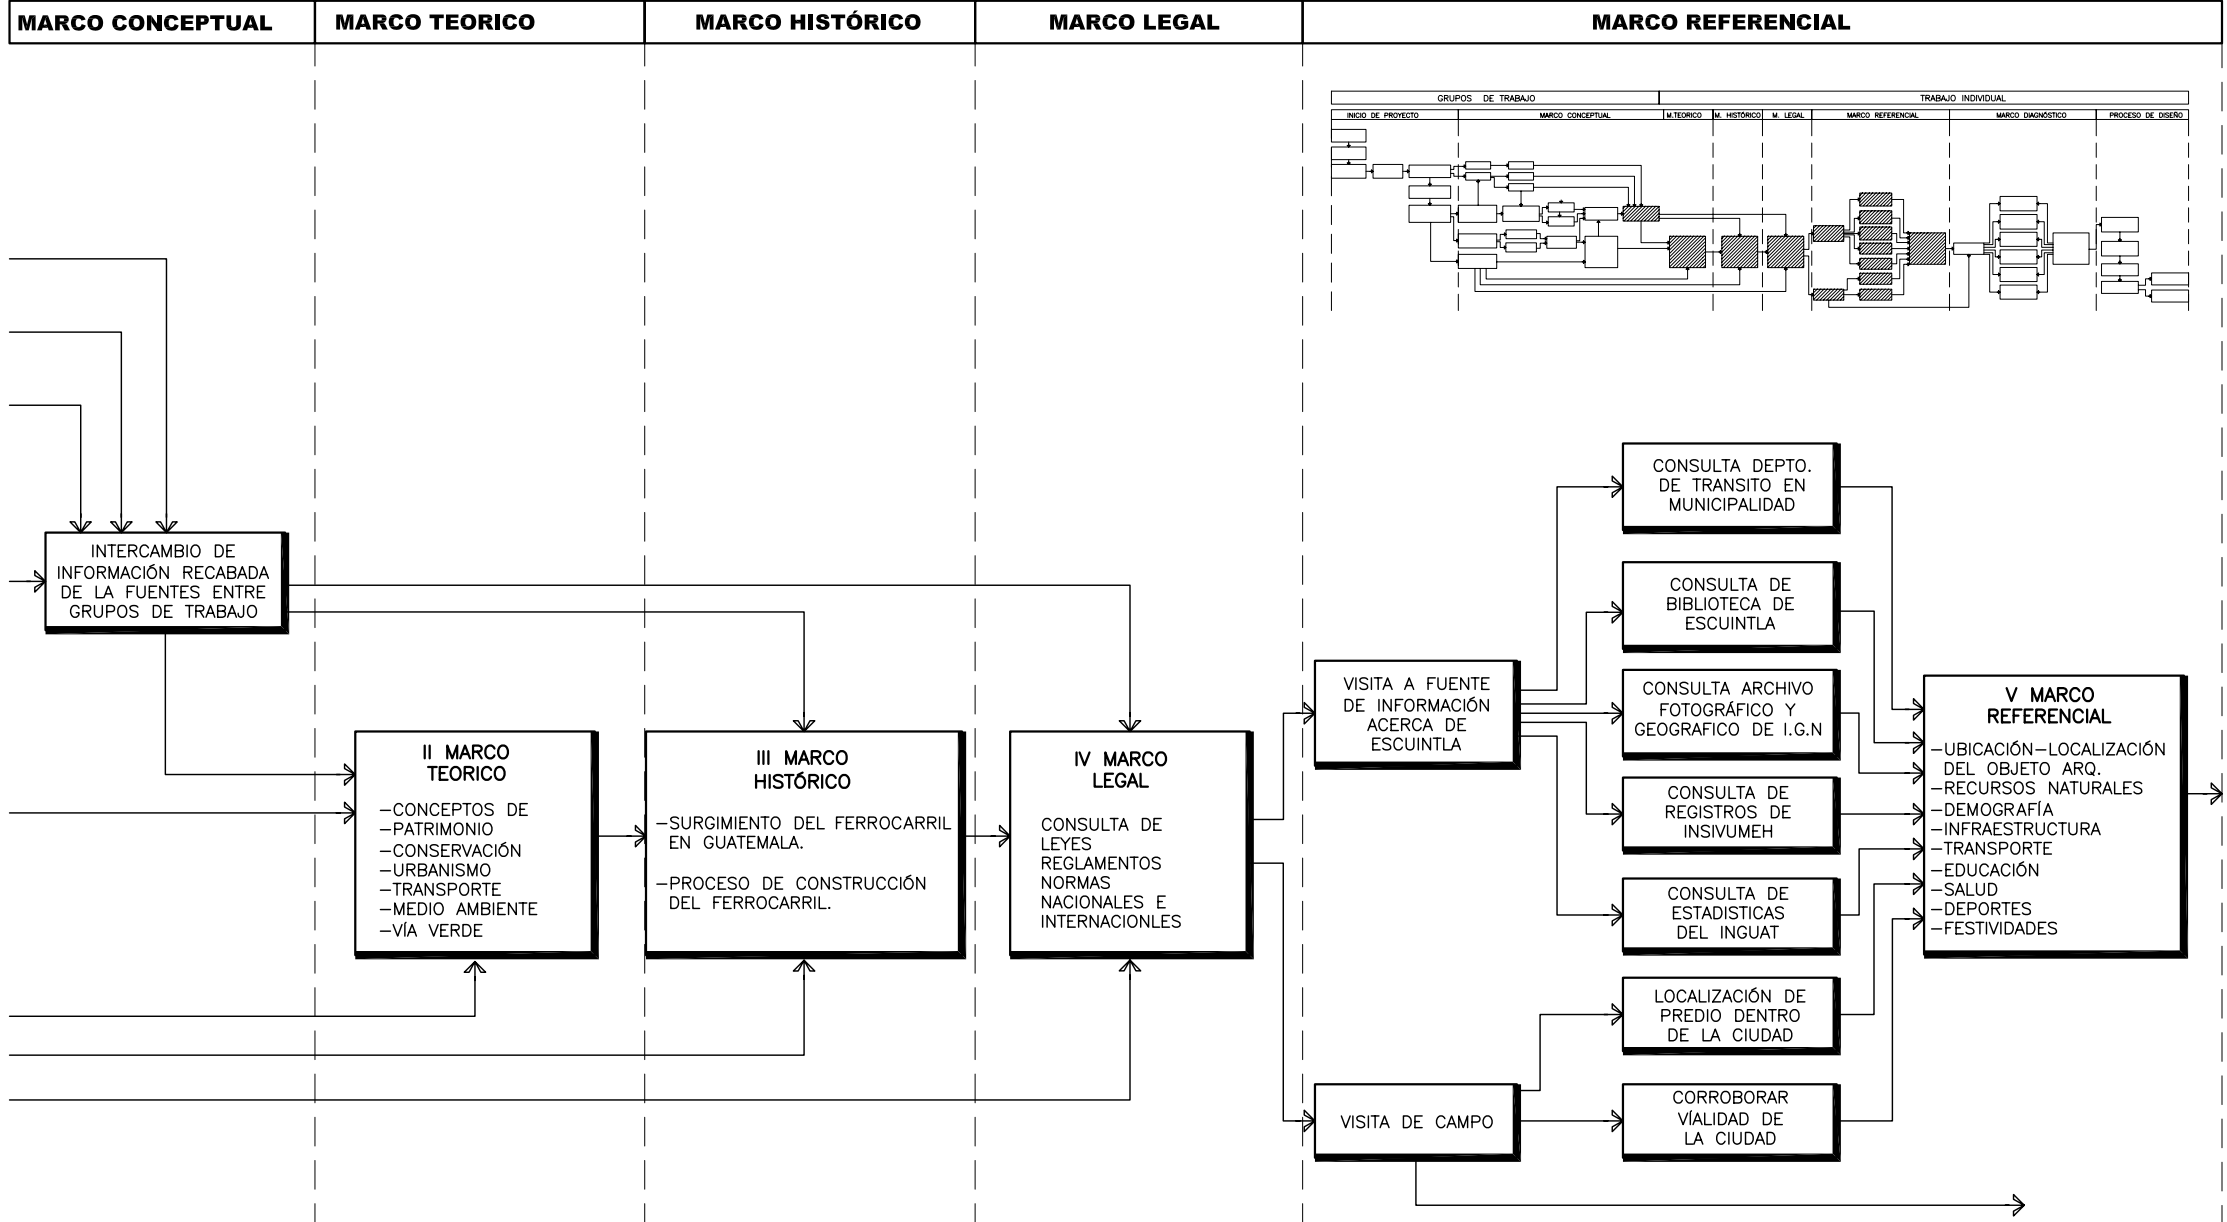 MARCO CONCEPTUAL
MARCO TEORICO
MARCO HISTÓRICO
MARCO LEGAL
MARCO REFERENCIAL
GRUPOS DE TRABAJO
TRABAJO INDIVIDUAL
INICIO DE PROYECTO
MARCO CONCEPTUAL
M.TEORICO
M. HISTÓRICO
M. LEGAL
MARCO REFERENCIAL
MARCO DIAGNÓSTICO
PROCESO DE DISEÑO
INTERCAMBIO DE
INFORMACIÓN RECABADA
DE LA FUENTES ENTRE
GRUPOS DE TRABAJO
II MARCO
TEORICO
-CONCEPTOS DE
-PATRIMONIO
-CONSERVACIÓN
-URBANISMO
-TRANSPORTE
-MEDIO AMBIENTE
-VÍA VERDE
III MARCO
HISTÓRICO
-SURGIMIENTO DEL FERROCARRIL
EN GUATEMALA.
-PROCESO DE CONSTRUCCIÓN
DEL FERROCARRIL.
IV MARCO
LEGAL
CONSULTA DE
LEYES
REGLAMENTOS
NORMAS
NACIONALES E
INTERNACIONLES
VISITA A FUENTE
DE INFORMACIÓN
ACERCA DE
ESCUINTLA
VISITA DE CAMPO
CONSULTA DEPTO.
DE TRANSITO EN
MUNICIPALIDAD
CONSULTA DE
BIBLIOTECA DE
ESCUINTLA
CONSULTA ARCHIVO
FOTOGRÁFICO Y
GEOGRAFICO DE I.G.N
CONSULTA DE
REGISTROS DE
INSIVUMEH
CONSULTA DE
ESTADISTICAS
DEL INGUAT
LOCALIZACIÓN DE
PREDIO DENTRO
DE LA CIUDAD
CORROBORAR
VÍALIDAD DE
LA CIUDAD
V MARCO
REFERENCIAL
-UBICACIÓN-LOCALIZACIÓN
DEL OBJETO ARQ.
-RECURSOS NATURALES
-DEMOGRAFÍA
-INFRAESTRUCTURA
-TRANSPORTE
-EDUCACIÓN
-SALUD
-DEPORTES
-FESTIVIDADES